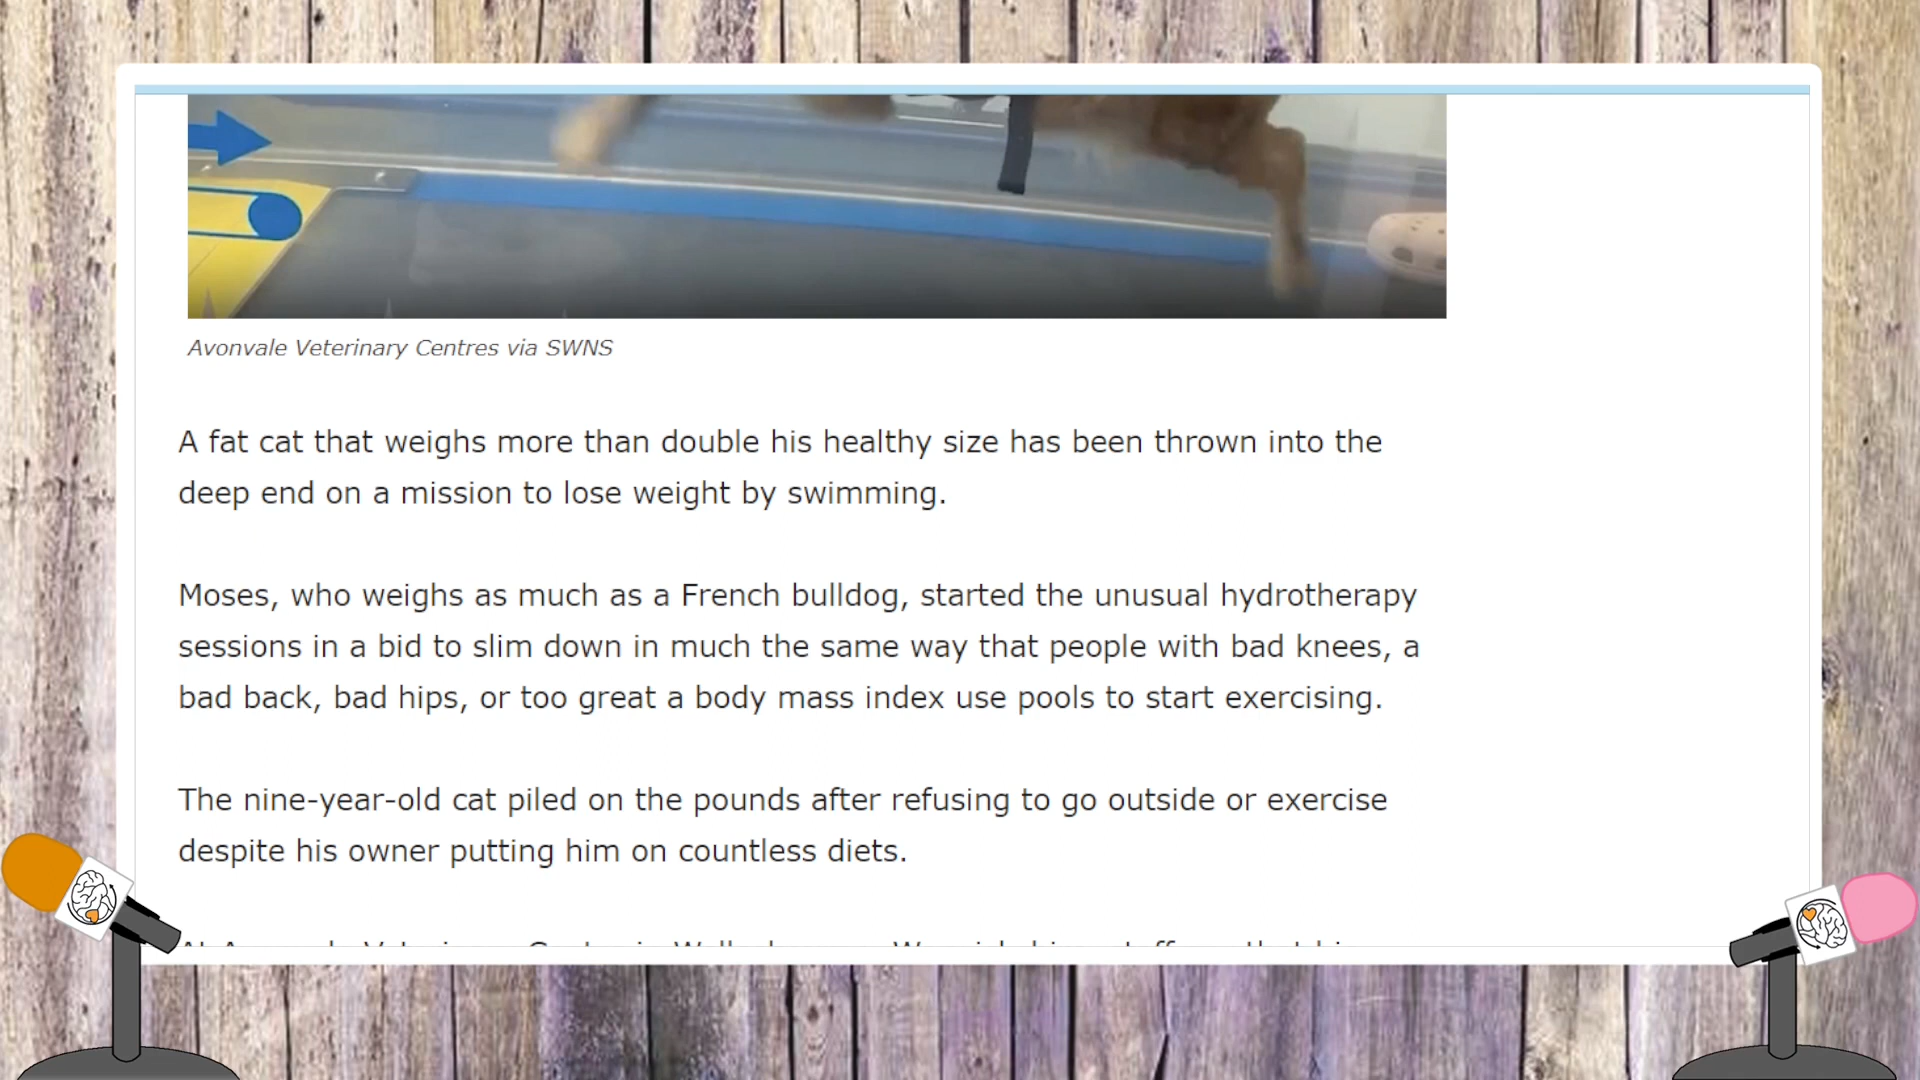 Avonvale Veterinary Centres via SWNS
A fat cat that weighs more than double his healthy size has been thrown into the
deep end on a mission to lose weight by swimming.
Moses, who weighs as much as a French bulldog, started the unusual hydrotherapy
sessions in a bid to slim down in much the same way that people with bad knees, a
bad back, bad hips, or too great a body mass index use pools to start exercising.
The nine-year-old cat piled on the pounds after refusing to go outside or exercise
despite his owner putting him on countless diets.